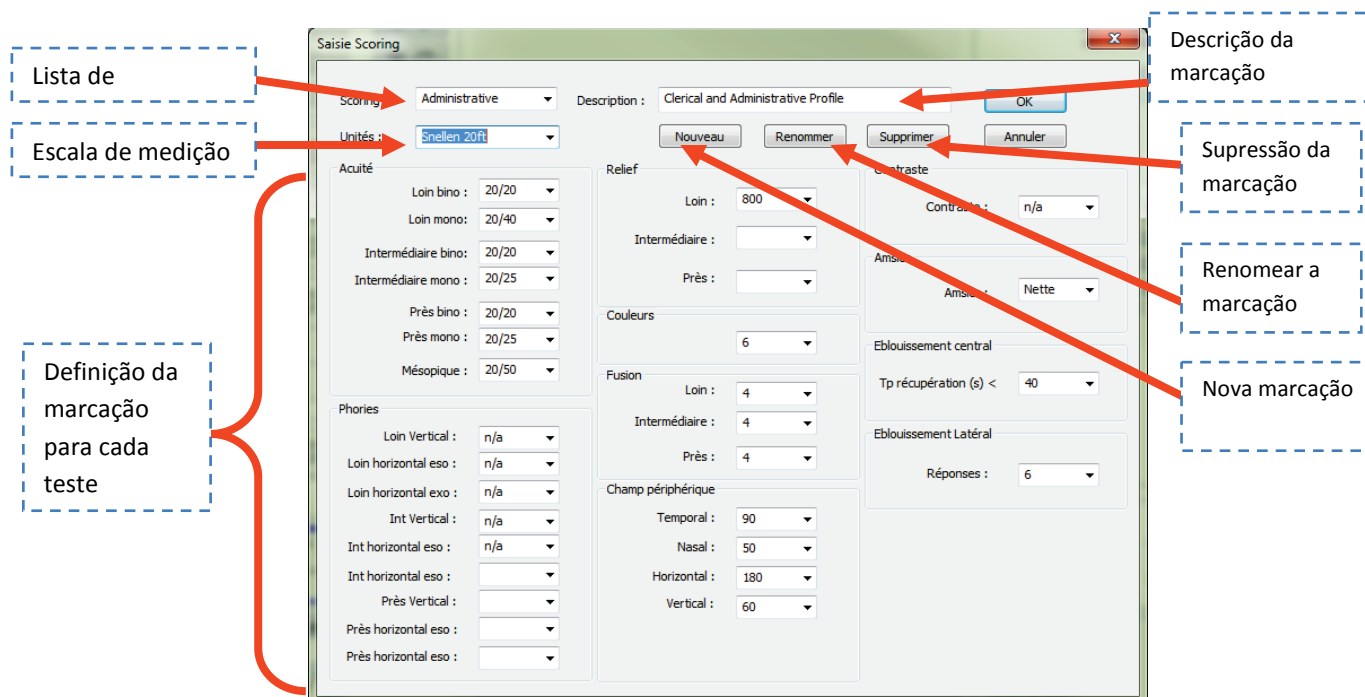 Saisie Scoring
Lista de
Escala de medição
Definição da
marcação
para cada
teste
Descrição da
marcação
Supressão da
marcação
Renomear a
marcação
Nova marcação
Scoring
Administrative
Description :
Clerical and Administrative Profile
OK
Unités :
Snellen 20ft
Nouveau
Renommer
Supprimer
Annuler
Acuité
Loin bino :
20/20
Loin mono:
20/40
Intermédiaire bino:
20/20
Intermédiaire mono :
20/25
Près bino :
20/20
Près mono :
20/25
Mésopique :
20/50
Phories
Loin Vertical :
n/a
Loin horizontal eso :
n/a
Loin horizontal exo :
n/a
Int Vertical :
n/a
Int horizontal eso :
n/a
Int horizontal eso :
Près Vertical :
Près horizontal eso :
Près horizontal eso :
Relief
Loin :
800
Intermédiaire :
Près :
Couleurs
6
Fusion
Loin :
4
Intermédiaire :
4
Près :
4
Champ périphérique
Temporal :
90
Nasal :
50
Horizontal :
180
Vertical :
60
Contraste
Contraste :
n/a
Amsler
Amsler :
Nette
Eblouissement central
Tp récupération (s) <
40
Eblouissement Latéral
Réponses :
6